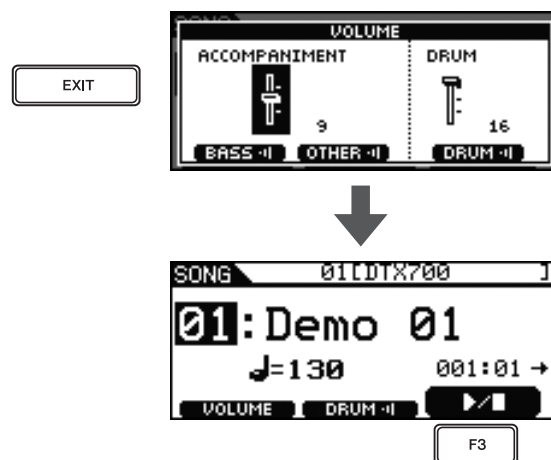 VOLUME
ACCOMPANIMENT DRUM
EXIT
9 16
BASS OTHER DRUM
SONG 01[DTX700 ]
01:Demo 01
=130 001:01→
VOLUME DRUM
F3